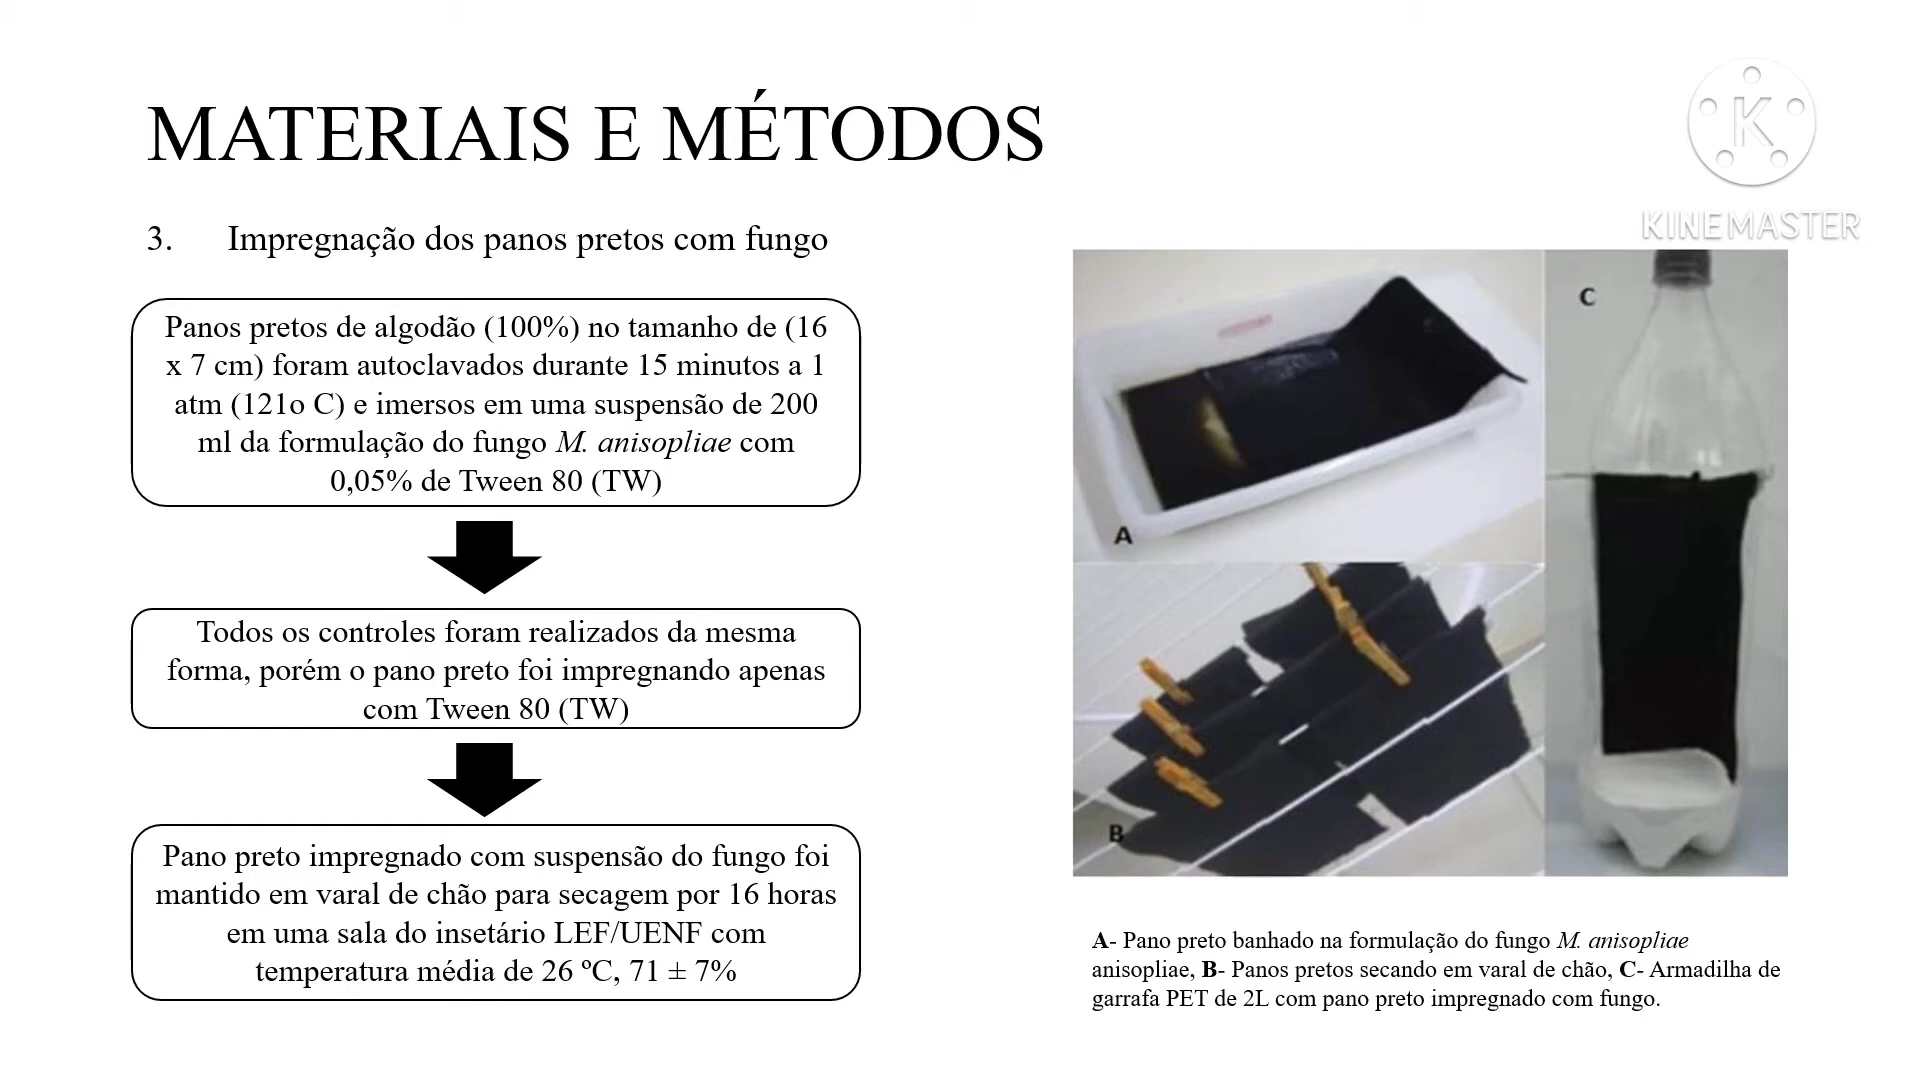 MATERIAIS E MÉTODOS
K
KINEMASTER
3. Impregnação dos panos pretos com fungo
Panos pretos de algodão (100%) no tamanho de (16
x 7 cm) foram autoclavados durante 15 minutos a 1
atm (121o C) e imersos em uma suspensão de 200
ml da formulação do fungo M. anisopliae com
0,05% de Tween 80 (TW)
Todos os controles foram realizados da mesma
forma, porém o pano preto foi impregnando apenas
com Tween 80 (TW)
Pano preto impregnado com suspensão do fungo foi
mantido em varal de chão para secagem por 16 horas
em uma sala do insetário LEF/UENF com
temperatura média de 26 ºC, 71 ± 7%
A
B
C
A- Pano preto banhado na formulação do fungo M. anisopliae
anisopliae, B- Panos pretos secando em varal de chão, C- Armadilha de
garrafa PET de 2L com pano preto impregnado com fungo.